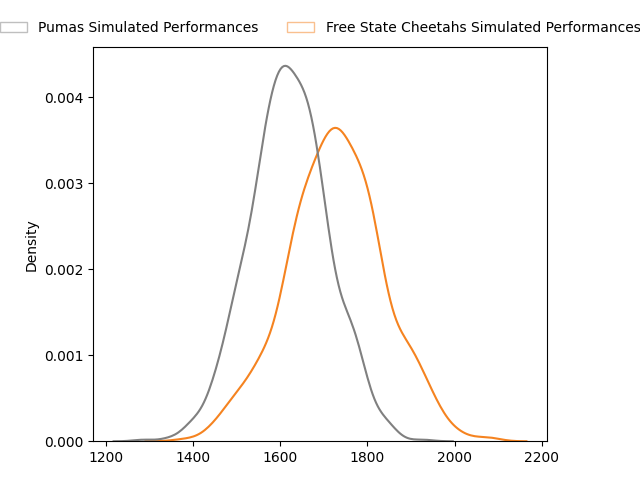 Pumas Simulated Performances
Free State Cheetahs Simulated Performances
Density
0.004
0.003
0.002
0.001
0.000
1200 1400 1600 1800 2000 2200